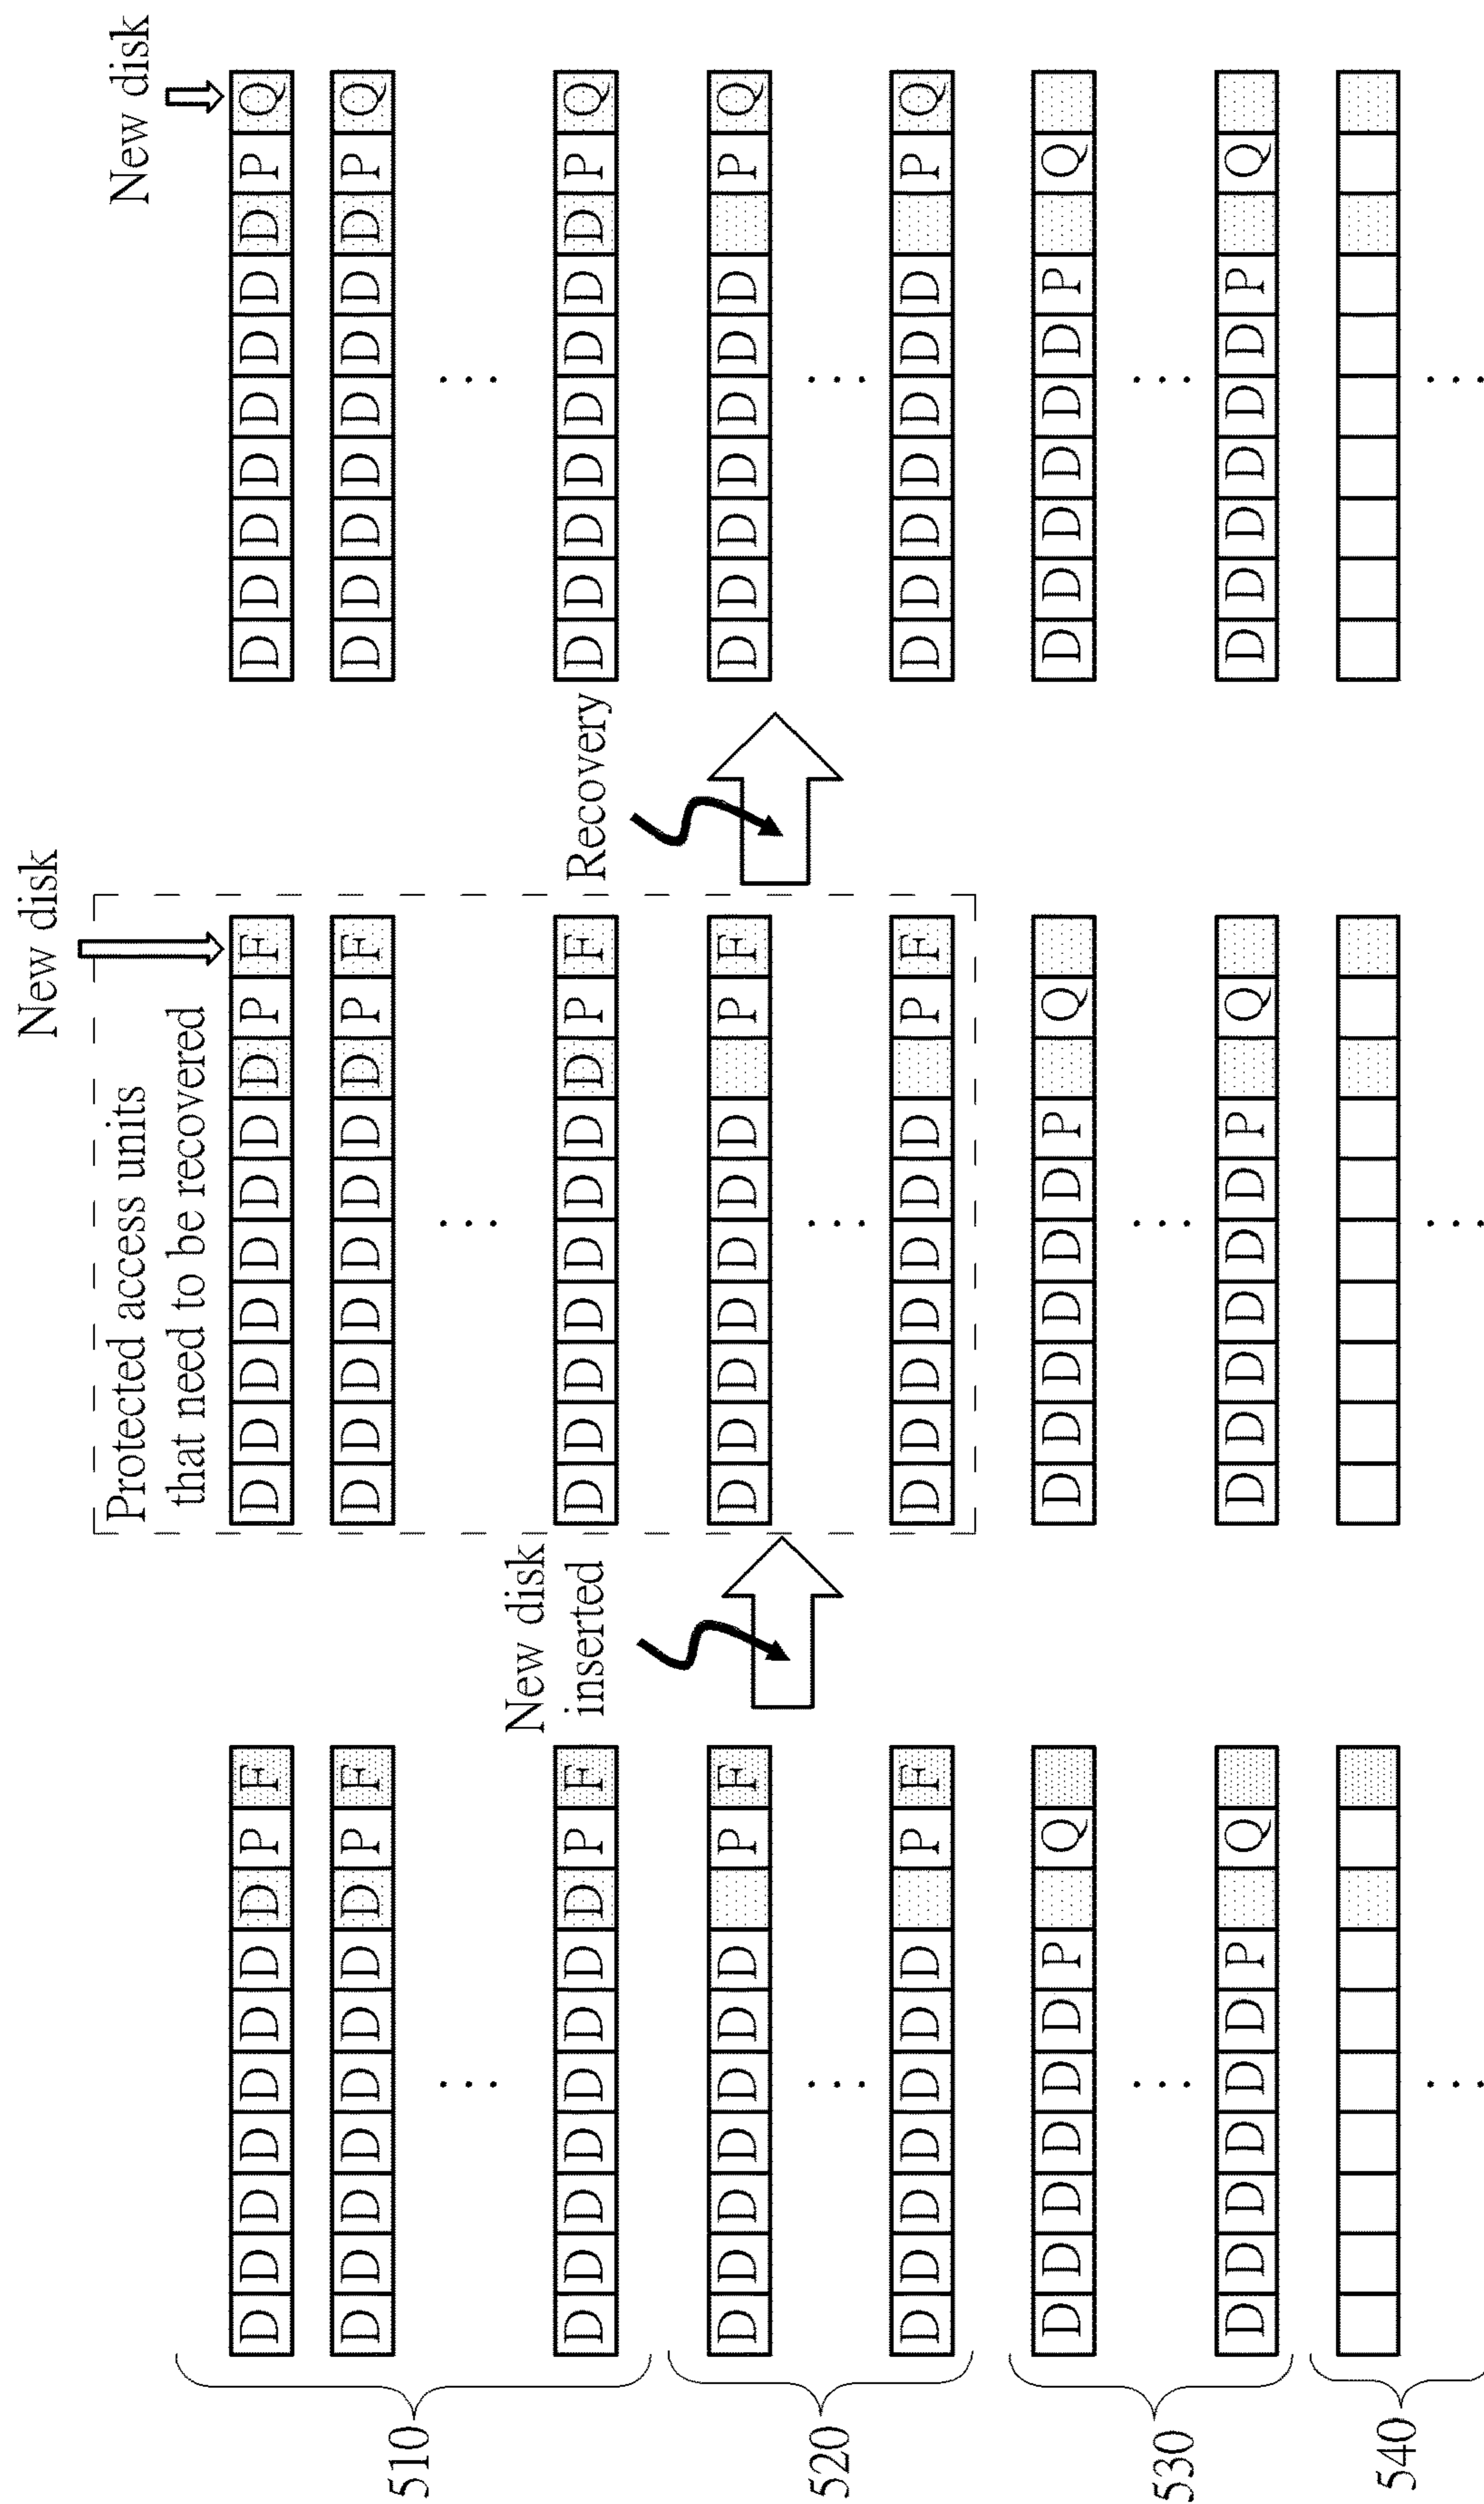 New disk
New disk
Protected access units
that need to be recovered
D D D D D D D D P F
D D D D D D D D P F
D D D D D D D D P Q
D D D D D D D D P F
D D D D D D D D P F
D D D D D D D D P Q
510
New disk
inserted
Recovery
D D D D D D D D P F
D D D D D D D D P F
D D D D D D D D P Q
D D D D D D D P F
D D D D D D D P F
D D D D D D D P Q
520
D D D D D D D P F
D D D D D D D P F
D D D D D D D P Q
D D D D D D P Q
D D D D D D P Q
D D D D D D P Q
530
D D D D D D P Q
D D D D D D P Q
D D D D D D P Q
540